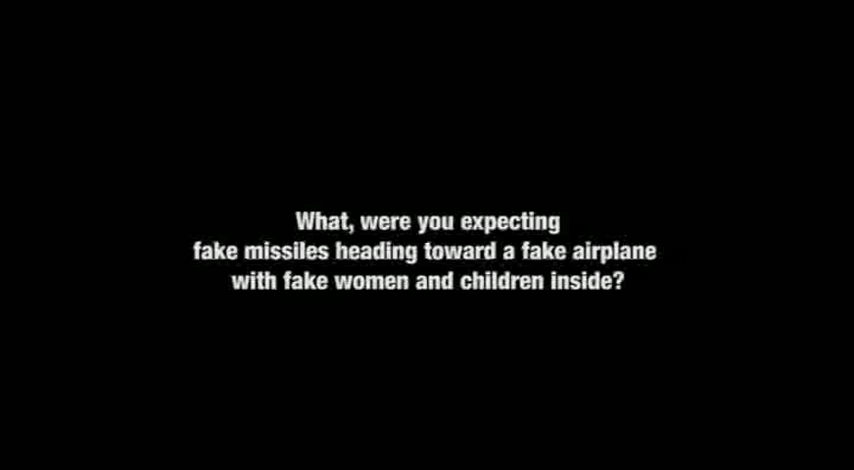 What, were you expecting
fake missiles heading toward a fake airplane
with fake women and children inside?